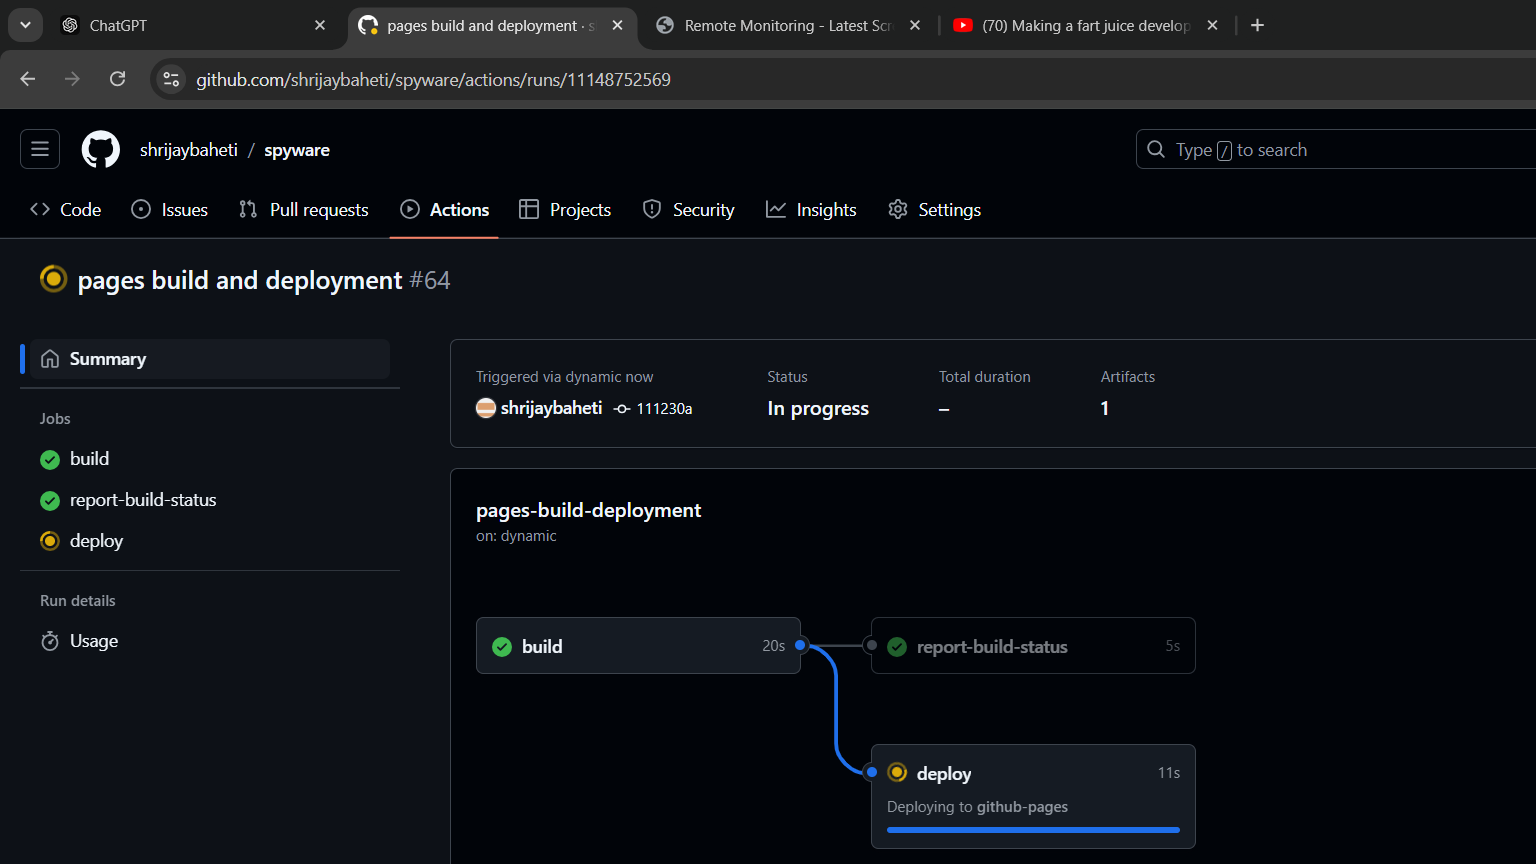 ChatGPT
pages build and deployment · s
Remote Monitoring - Latest Scr
(70) Making a fart juice develop
github.com/shrijaybaheti/spyware/actions/runs/11148752569
shrijaybaheti / spyware
Type / to search
Code
Issues
Pull requests
Actions
Projects
Security
Insights
Settings
pages build and deployment #64
Summary
Jobs
build
report-build-status
deploy
Run details
Usage
Triggered via dynamic now
shrijaybaheti 111230a
Status
In progress
Total duration
–
Artifacts
1
pages-build-deployment
on: dynamic
build 20s
report-build-status 5s
deploy 11s
Deploying to github-pages